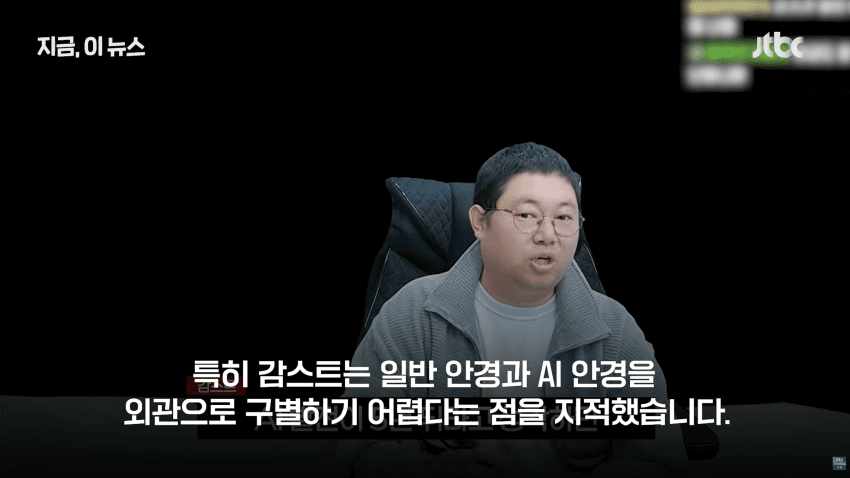 지금, 이 뉴스
jtbc
특히 감스트는 일반 안경과 AI 안경을
외관으로 구별하기 어렵다는 점을 지적했습니다.